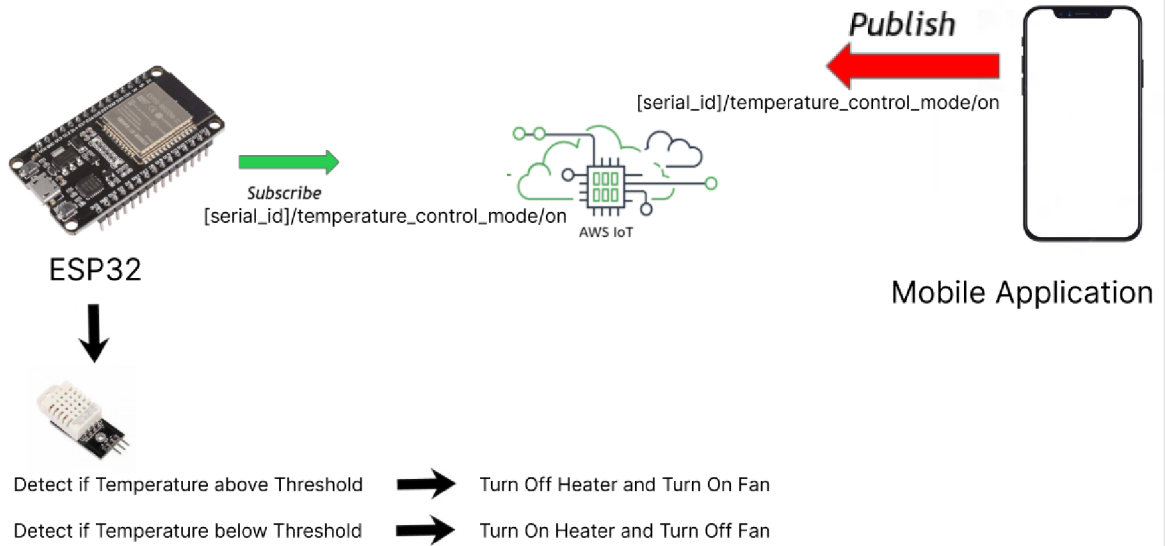 Publish
[serial_id]/temperature_control_mode/on
Subscribe
[serial_id]/temperature_control_mode/on
AWS IoT
ESP32
Mobile Application
Detect if Temperature above Threshold
Turn Off Heater and Turn On Fan
Detect if Temperature below Threshold
Turn On Heater and Turn Off Fan